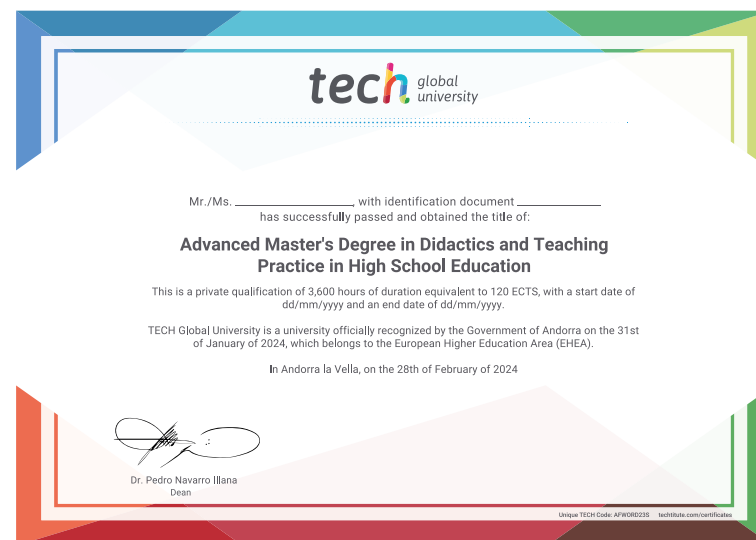 tech global
university
Mr./Ms. ____________________, with identification document ______________
has successfully passed and obtained the title of:
Advanced Master's Degree in Didactics and Teaching
Practice in High School Education
This is a private qualification of 3,600 hours of duration equivalent to 120 ECTS, with a start date of
dd/mm/yyyy and an end date of dd/mm/yyyy.
TECH Global University is a university officially recognized by the Government of Andorra on the 31st
of January of 2024, which belongs to the European Higher Education Area (EHEA).
In Andorra la Vella, on the 28th of February of 2024
Dr. Pedro Navarro Illana
Dean
Unique TECH Code: AFWORD23S techtitute.com/certificates